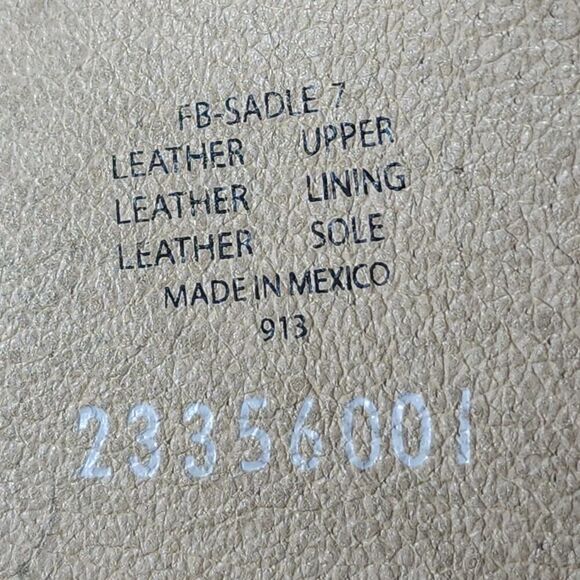 FB-SADLE 7
LEATHER UPPER
LEATHER LINING
LEATHER SOLE
MADE IN MEXICO
913
23356001